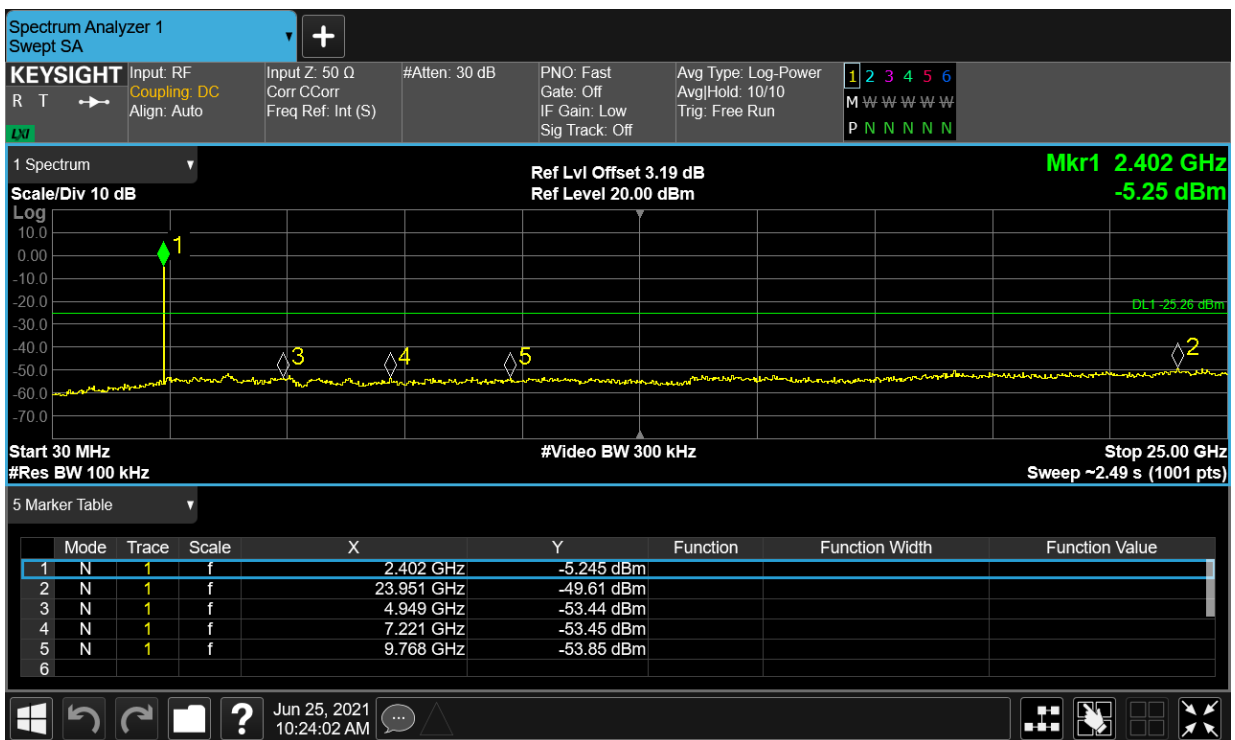 Spectrum Analyzer 1
Swept SA
KEYSIGHT
R T
LXI
Input: RF
Coupling: DC
Align: Auto
Input Z: 50 Ω
Corr CCorr
Freq Ref: Int (S)
#Atten: 30 dB
PNO: Fast
Gate: Off
IF Gain: Low
Sig Track: Off
Avg Type: Log-Power
Avg|Hold: 10/10
Trig: Free Run
1 2 3 4 5 6
M W W W W W
P N N N N N
1 Spectrum
Scale/Div 10 dB
Ref Lvl Offset 3.19 dB
Ref Level 20.00 dBm
Mkr1 2.402 GHz
-5.25 dBm
Log
10.0
0.00
-10.0
-20.0
-30.0
-40.0
-50.0
-60.0
-70.0
1
DL1 -25.26 dBm
3
4
5
2
Start 30 MHz
#Video BW 300 kHz
Stop 25.00 GHz
#Res BW 100 kHz
Sweep ~2.49 s (1001 pts)
5 Marker Table
Mode Trace Scale X Y Function Function Width Function Value
1 N 1 f 2.402 GHz -5.245 dBm
2 N 1 f 23.951 GHz -49.61 dBm
3 N 1 f 4.949 GHz -53.44 dBm
4 N 1 f 7.221 GHz -53.45 dBm
5 N 1 f 9.768 GHz -53.85 dBm
6
?
Jun 25, 2021
10:24:02 AM